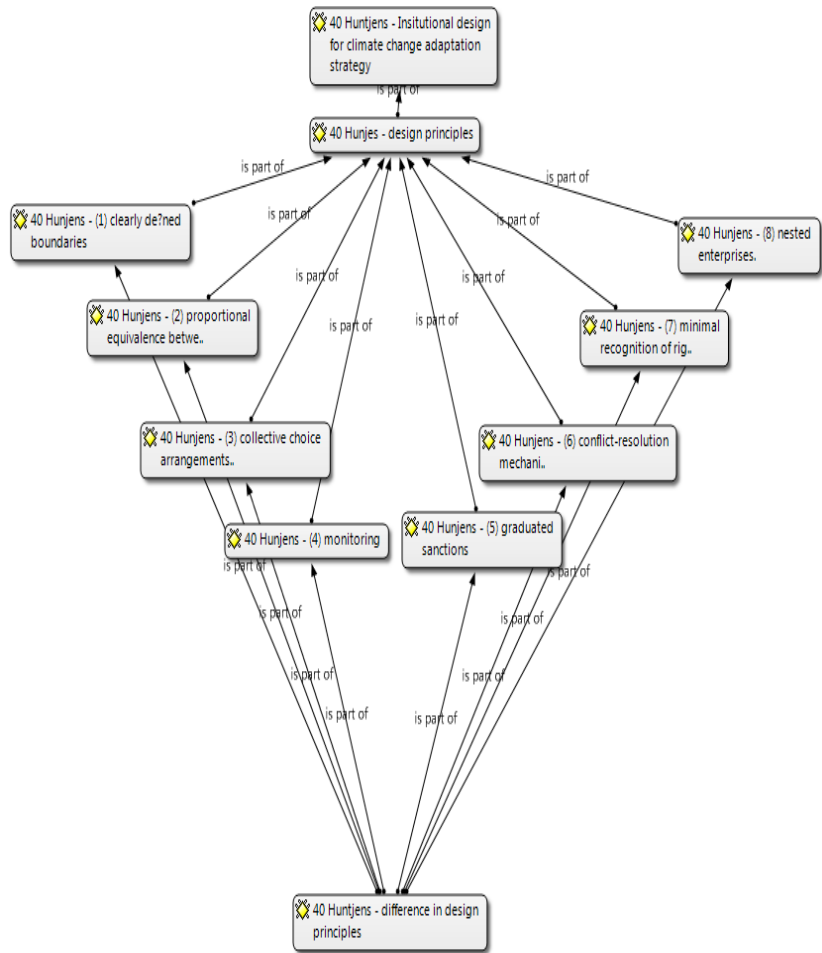 40 Huntjens - Insitutional design
for climate change adaptation
strategy
is part of
40 Hunjes - design principles
is part of
is part of
is part of
is part of
is part of
is part of
is part of
is part of
40 Hunjens - (1) clearly de?ned
boundaries
40 Hunjens - (8) nested
enterprises.
40 Hunjens - (2) proportional
equivalence betwe..
40 Hunjens - (7) minimal
recognition of rig..
40 Hunjens - (3) collective choice
arrangements..
40 Hunjens - (6) conflict-resolution
mechani..
40 Hunjens - (4) monitoring
40 Hunjens - (5) graduated
sanctions
is part of
is part of
is part of
is part of
is part of
is part of
is part of
is part of
40 Huntjens - difference in design
principles